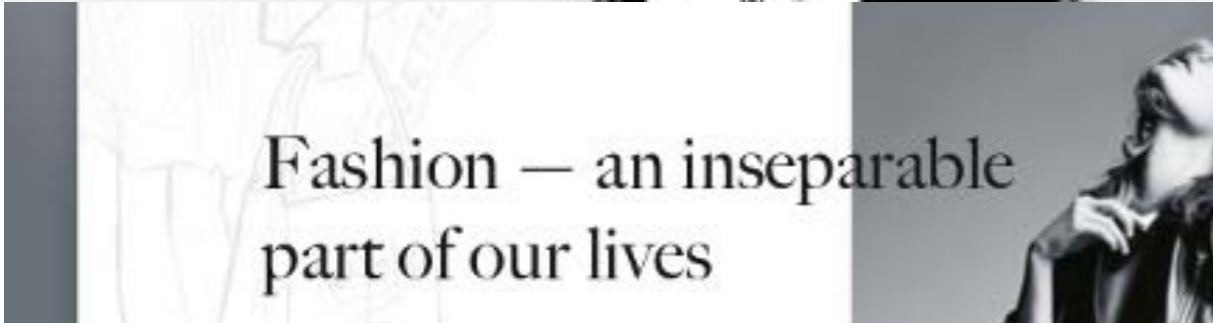 Fashion — an inseparable
part of our lives